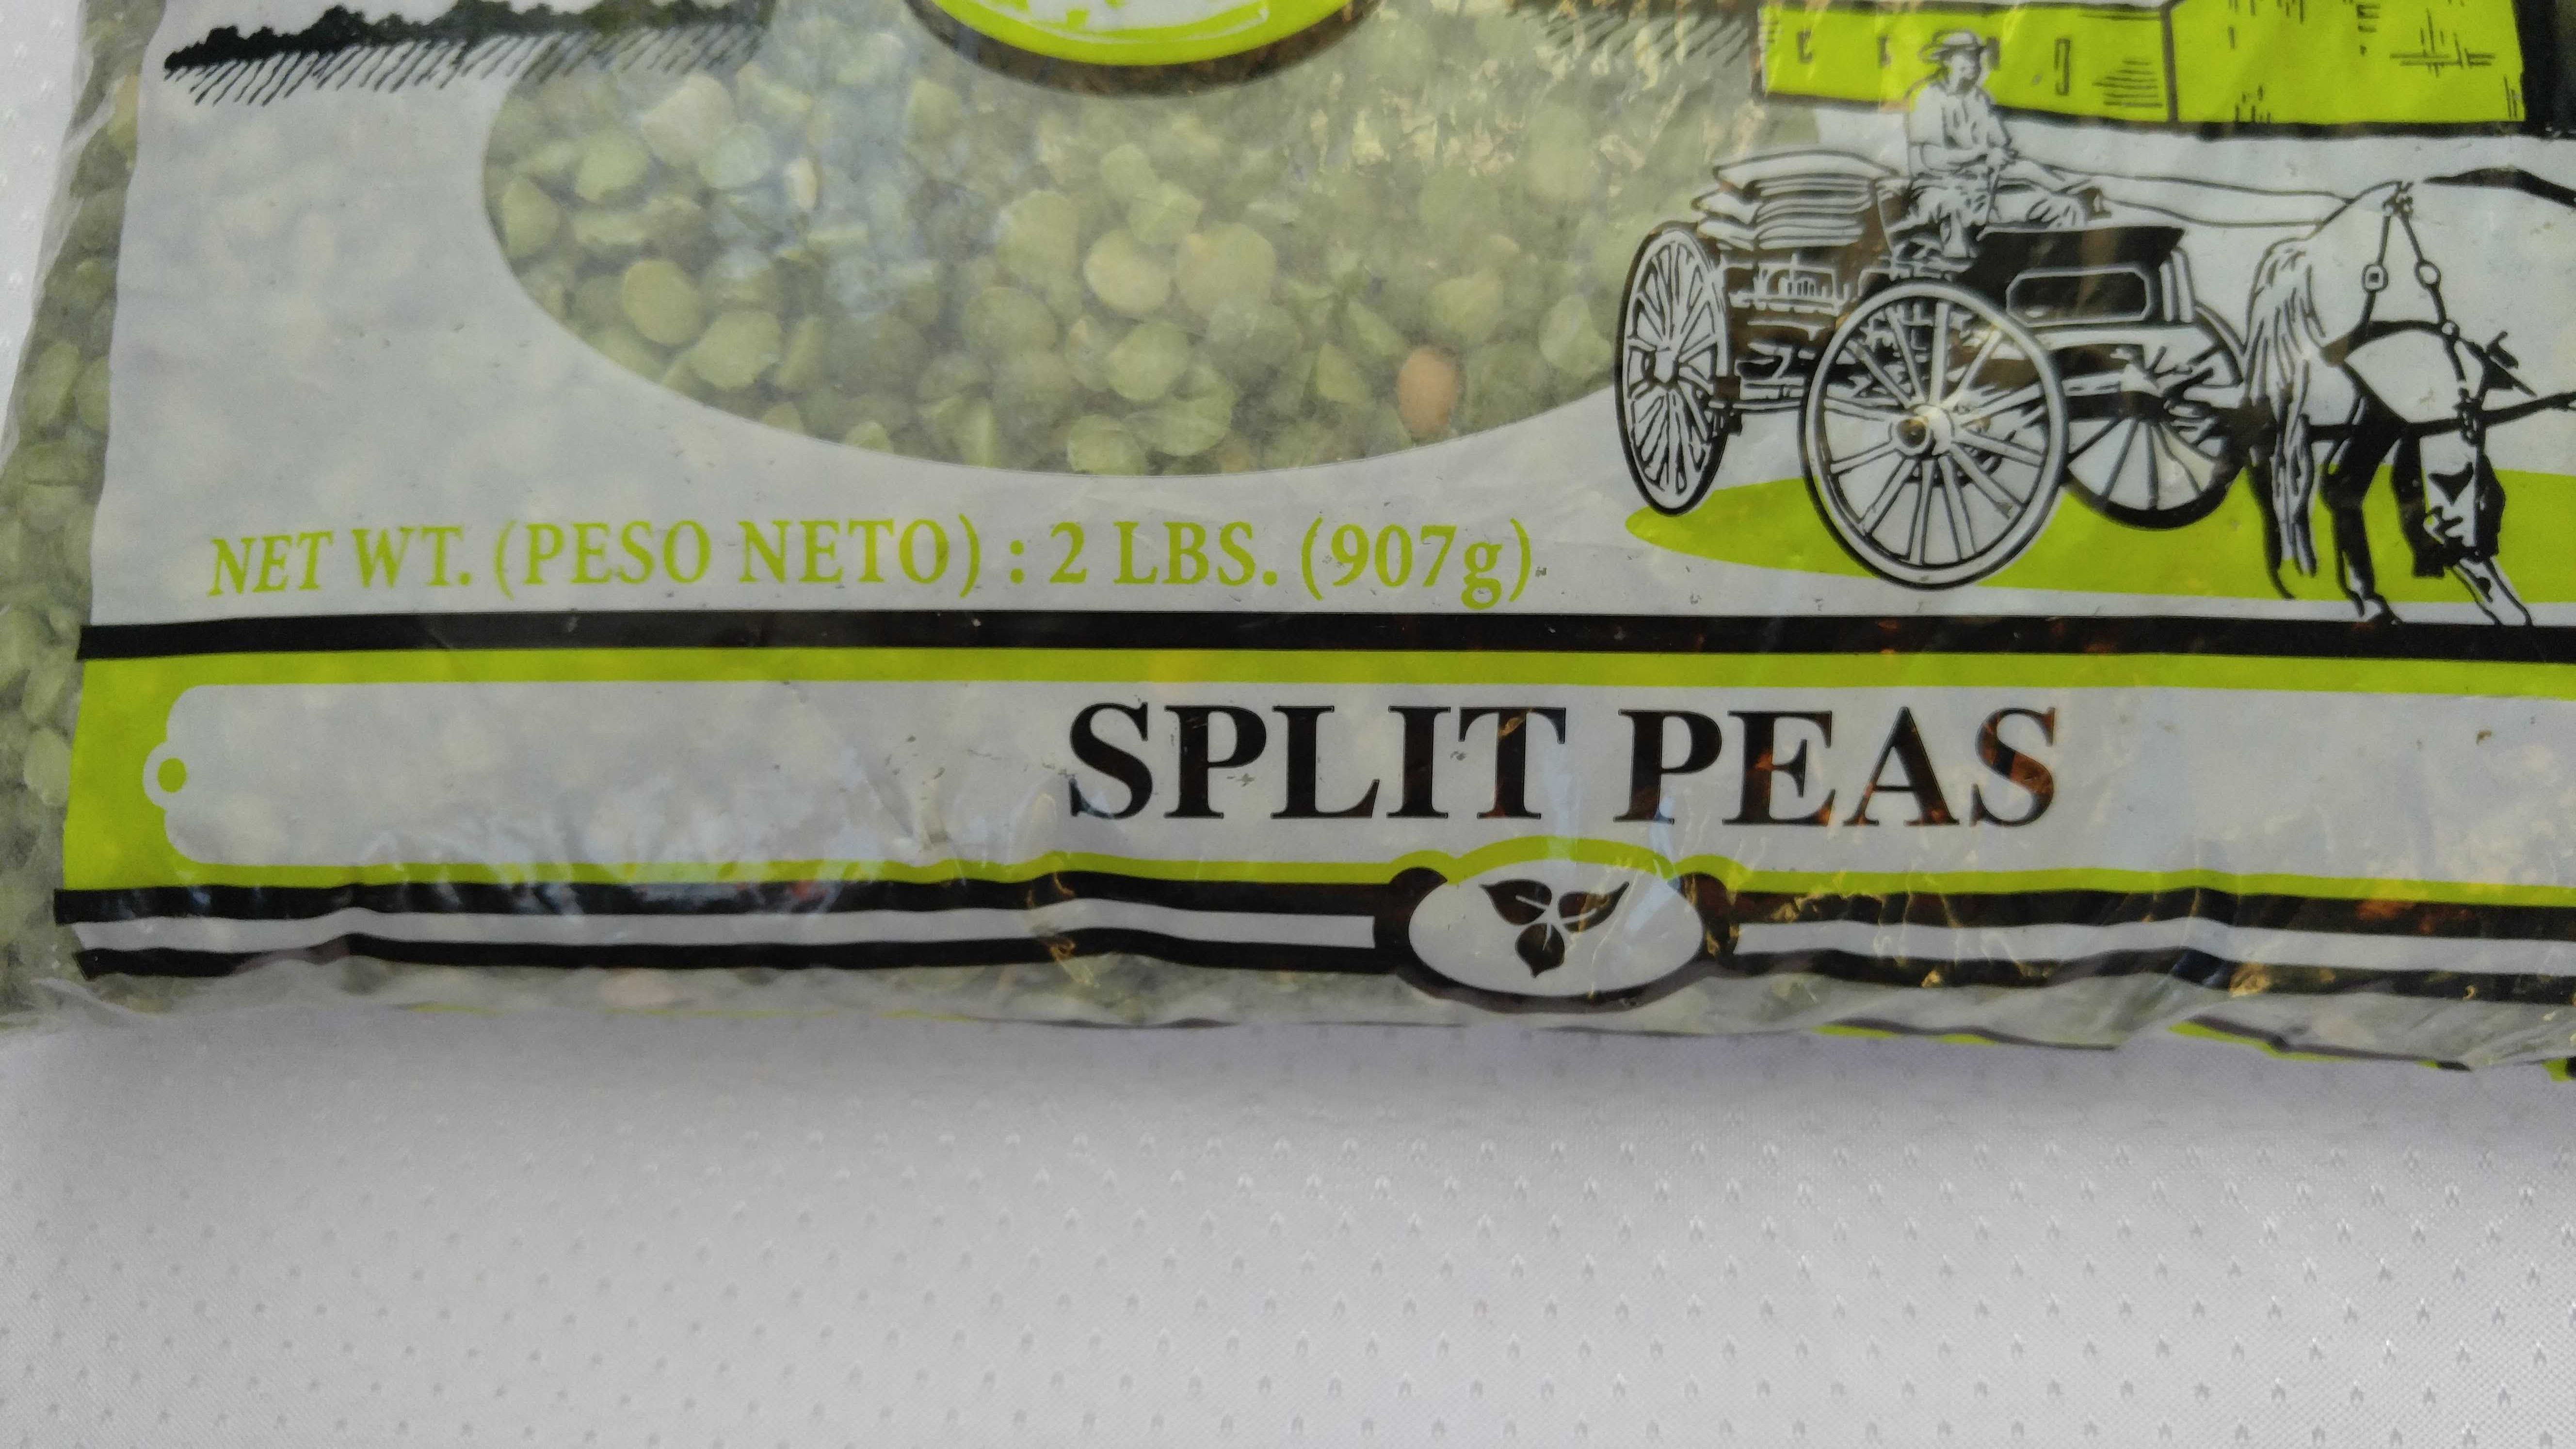 NET WT. (PESO NETO) : 2 LBS. (907g)
SPLIT PEAS